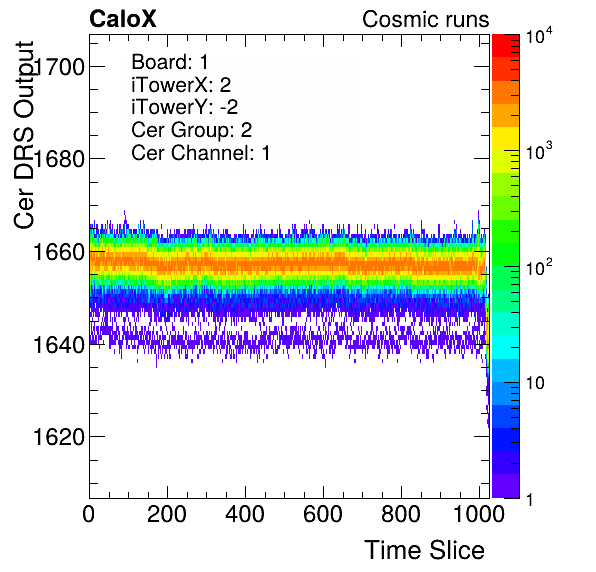 CaloX Cosmic runs
Cer DRS Output
Board: 1
iTowerX: 2
iTowerY: -2
Cer Group: 2
Cer Channel: 1
1700
1680
1660
1640
1620
0 200 400 600 800 1000
Time Slice
10^4
10^3
10^2
10
1